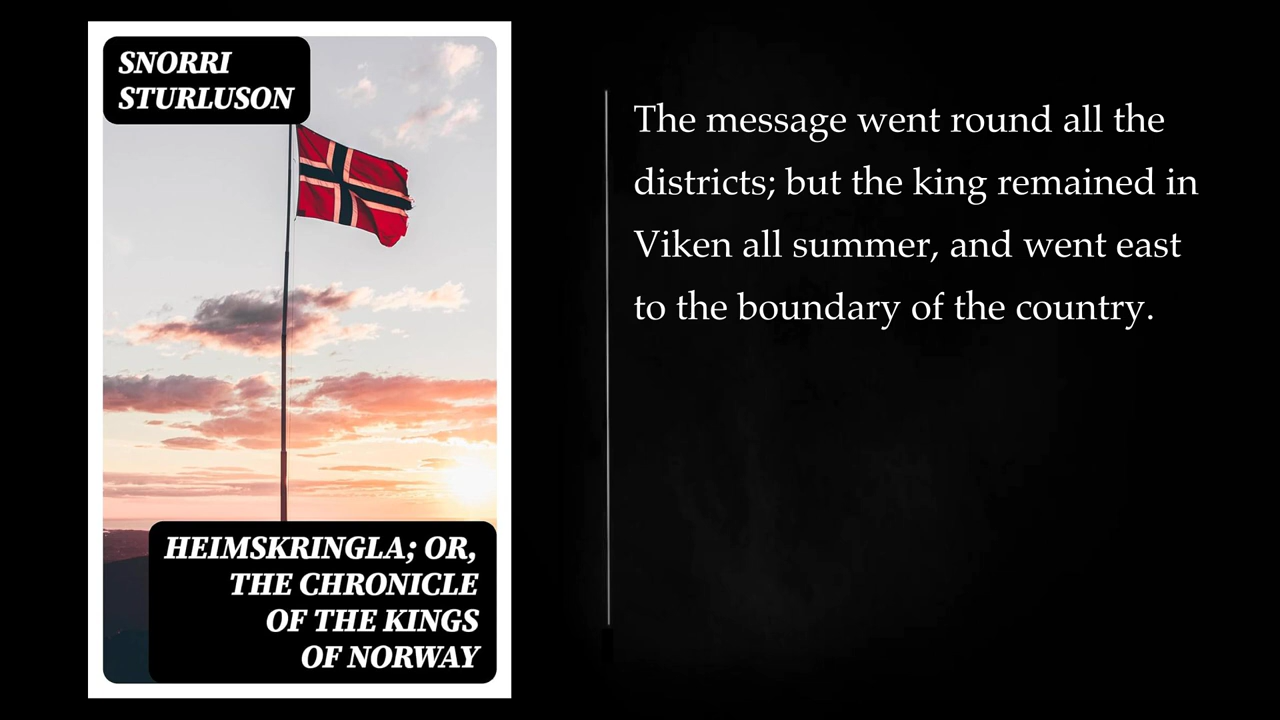 SNORRI
STURLUSON
HEIMSKRINGLA; OR,
THE CHRONICLE
OF THE KINGS
OF NORWAY
The message went round all the
districts; but the king remained in
Viken all summer, and went east
to the boundary of the country.